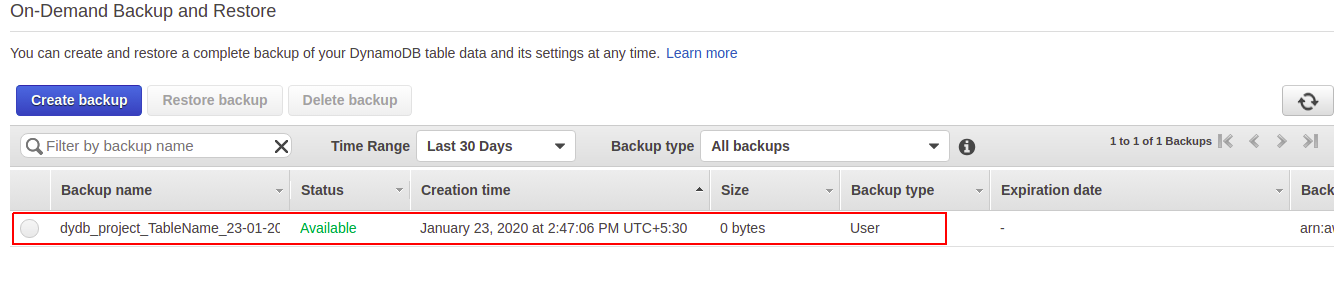 On-Demand Backup and Restore
You can create and restore a complete backup of your DynamoDB table data and its settings at any time. Learn more
Create backup Restore backup Delete backup
Filter by backup name Time Range Last 30 Days Backup type All backups 1 to 1 of 1 Backups
Backup name Status Creation time Size Backup type Expiration date Back
dydb_project_TableName_23-01-20 Available January 23, 2020 at 2:47:06 PM UTC+5:30 0 bytes User - arn:a